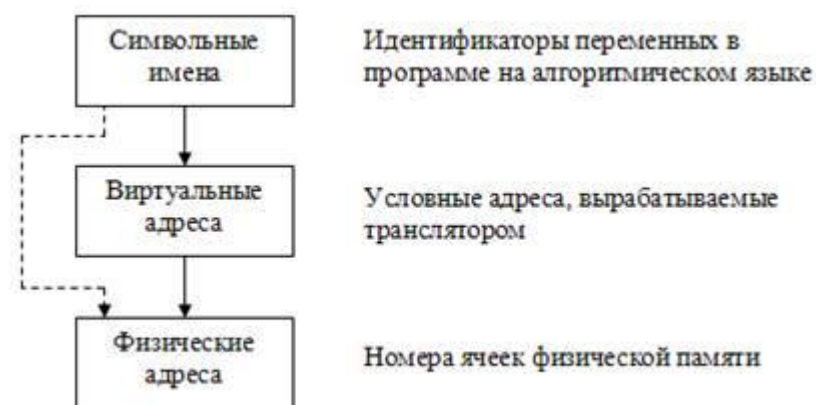 Символьные
имена
Идентификаторы переменных в
программе на алгоритмическом языке
Виртуальные
адреса
Условные адреса, вырабатываемые
транслятором
Физические
адреса
Номера ячеек физической памяти